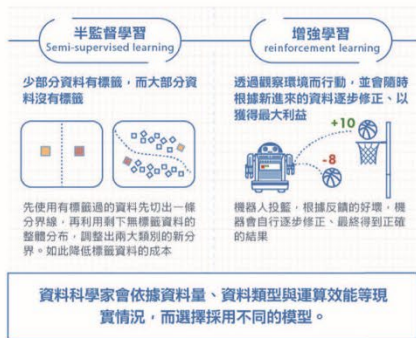 半監督學習
Semi-supervised learning
少部分資料有標籤，而大部分資
料沒有標籤
先使用有標籤過的資料先切出一條
分界線，再利用剩下無標籤資料的
整體分布，調整出兩大類別的新分
界。如此降低標籤資料的成本
增強學習
reinforcement learning
透過觀察環境而行動，並會隨時
根據新進來的資料逐步修正、以
獲得最大利益
+10
-8
機器人投籃，根據反饋的好壞，機
器會自行逐步修正、最終得到正確
的結果
資料科學家會依據資料量、資料類型與運算效能等現
實情況，而選擇採用不同的模型。